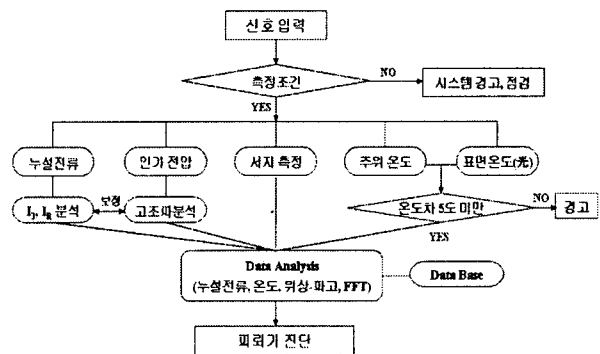 신호 입력
측정 조건
NO
시스템 경고, 점검
YES
누설전류
인가 전압
서지 측정
주위 온도
표면온도(光)
I_T, I_R 분석
보정
고조파분석
온도차 5도 미만
NO
경고
YES
Data Analysis
(누설전류, 온도, 위상-파고, FFT)
Data Base
피뢰기 진단